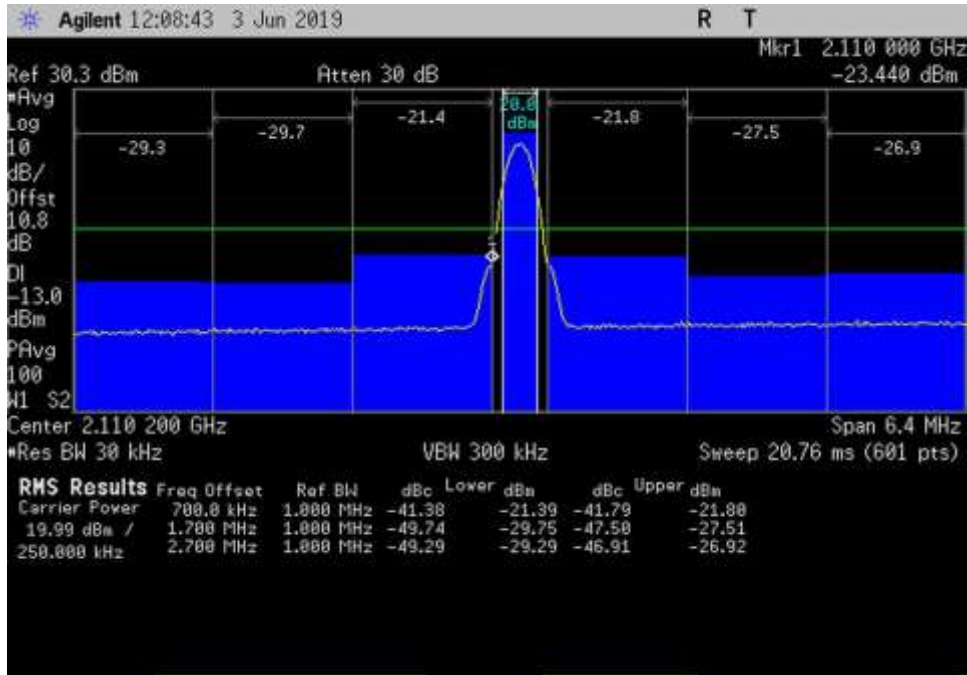 Agilent 12:08:43 3 Jun 2019 R T
Mkr1 2.110 000 GHz
Ref 30.3 dBm Atten 30 dB -23.440 dBm
#Avg
Log
10
dB/
Offst
10.8
dB
DI
-13.0
dBm
PAvg
100
W1 S2
-29.3 -29.7 -21.4 20.0 dBm -21.8 -27.5 -26.9
Center 2.110 200 GHz Span 6.4 MHz
#Res BW 30 kHz VBW 300 kHz Sweep 20.76 ms (601 pts)
RMS Results Freq Offset Ref BW dBc Lower dBm dBc Upper dBm
Carrier Power 700.0 kHz 1.000 MHz -41.38 -21.39 -41.79 -21.80
19.99 dBm / 1.700 MHz 1.000 MHz -49.74 -29.75 -47.50 -27.51
250.000 kHz 2.700 MHz 1.000 MHz -49.29 -29.29 -46.91 -26.92